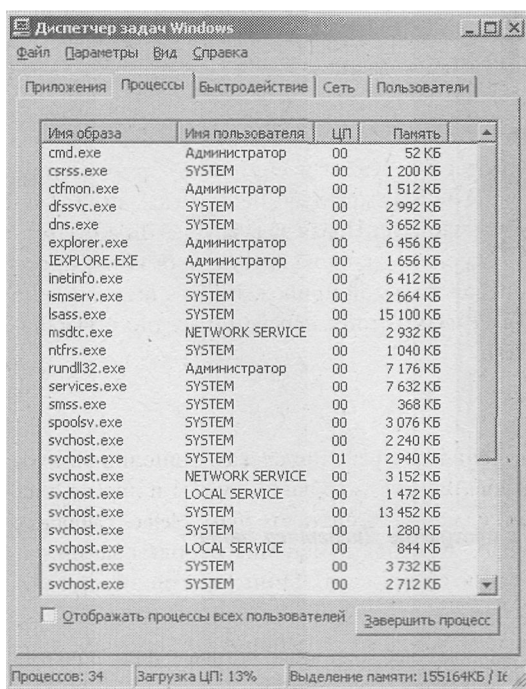 Диспетчер задач Windows
Файл Параметры Вид Справка
Приложения Процессы Быстродействие Сеть Пользователи
Имя образа Имя пользователя ЦП Память
cmd.exe Администратор 00 52 КБ
csrss.exe SYSTEM 00 1 200 КБ
ctfmon.exe Администратор 00 1 512 КБ
dfssvc.exe SYSTEM 00 2 992 КБ
dns.exe SYSTEM 00 3 652 КБ
explorer.exe Администратор 00 6 456 КБ
IEXPLORE.EXE Администратор 00 1 656 КБ
inetinfo.exe SYSTEM 00 6 412 КБ
ismserv.exe SYSTEM 00 2 664 КБ
lsass.exe SYSTEM 00 15 100 КБ
msdtc.exe NETWORK SERVICE 00 2 932 КБ
ntfrs.exe SYSTEM 00 1 040 КБ
rundll32.exe Администратор 00 7 176 КБ
services.exe SYSTEM 00 7 632 КБ
smss.exe SYSTEM 00 368 КБ
spoolsv.exe SYSTEM 00 3 076 КБ
svchost.exe SYSTEM 00 2 240 КБ
svchost.exe SYSTEM 01 2 940 КБ
svchost.exe NETWORK SERVICE 00 3 152 КБ
svchost.exe LOCAL SERVICE 00 1 472 КБ
svchost.exe SYSTEM 00 13 452 КБ
svchost.exe SYSTEM 00 1 280 КБ
svchost.exe LOCAL SERVICE 00 844 КБ
svchost.exe SYSTEM 00 3 732 КБ
svchost.exe SYSTEM 00 2 712 КБ
Отображать процессы всех пользователей Завершить процесс
Процессов: 34 Загрузка ЦП: 13% Выделение памяти: 155164КБ /